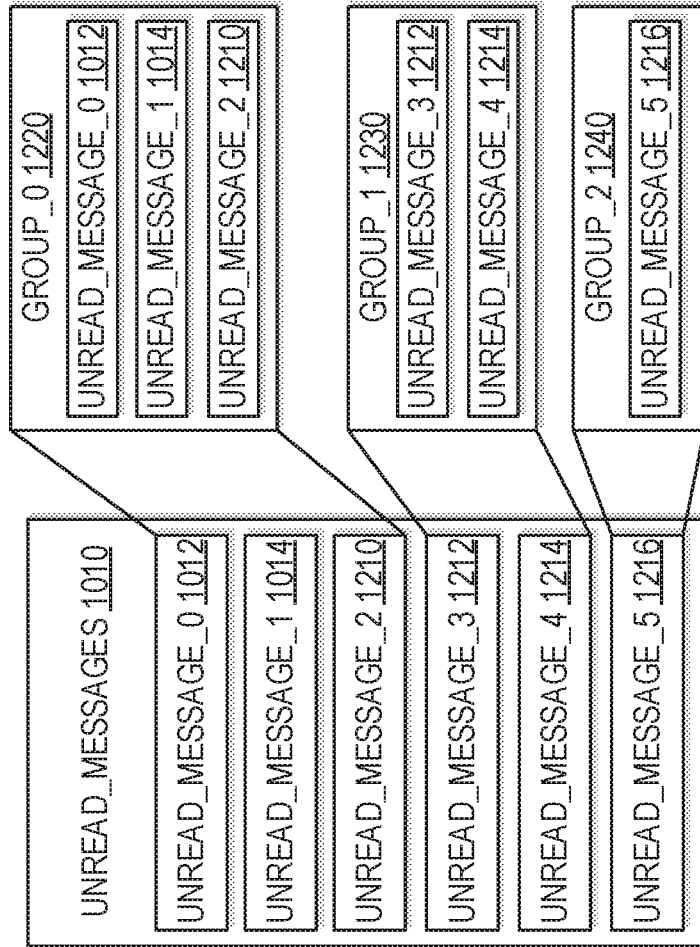 UNREAD_MESSAGES 1010
UNREAD_MESSAGE_0 1012
UNREAD_MESSAGE_1 1014
UNREAD_MESSAGE_2 1210
UNREAD_MESSAGE_3 1212
UNREAD_MESSAGE_4 1214
UNREAD_MESSAGE_5 1216
GROUP_0 1220
UNREAD_MESSAGE_0 1012
UNREAD_MESSAGE_1 1014
UNREAD_MESSAGE_2 1210
GROUP_1 1230
UNREAD_MESSAGE_3 1212
UNREAD_MESSAGE_4 1214
GROUP_2 1240
UNREAD_MESSAGE_5 1216